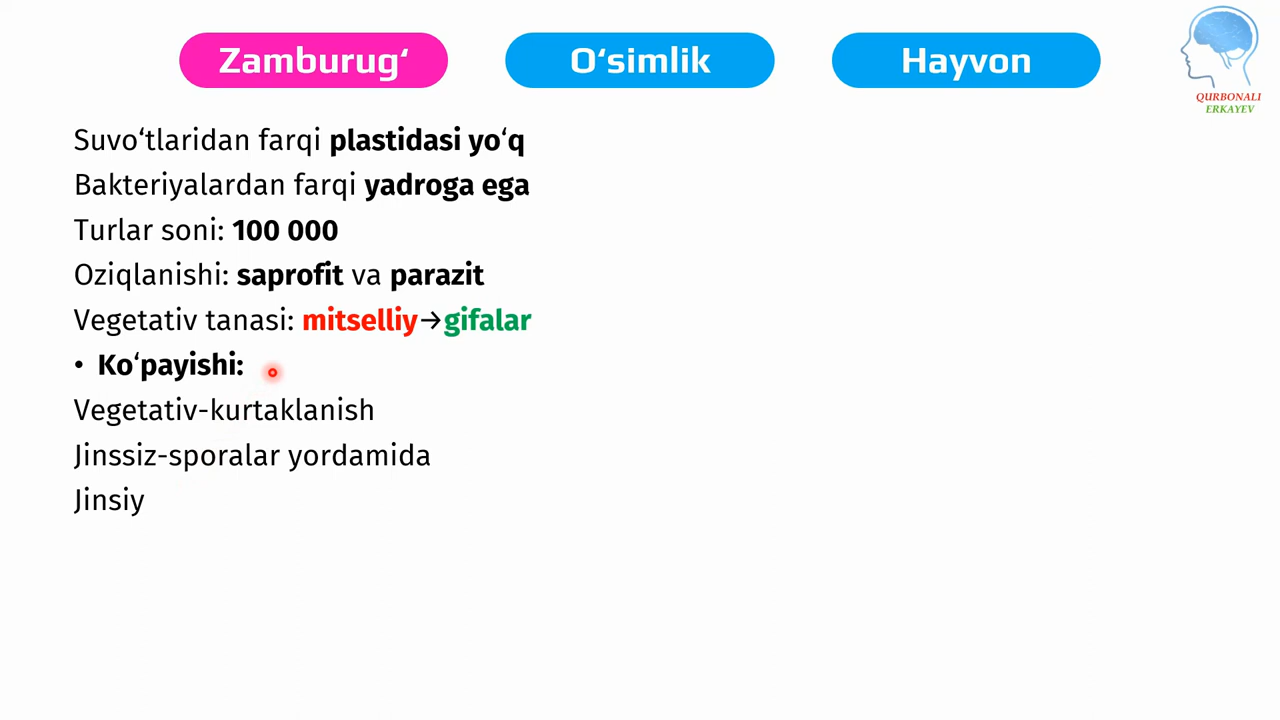 Zamburug‘ O‘simlik Hayvon
QURBONALI
ERKAYEV
Suvo‘tlaridan farqi plastidasi yo‘q
Bakteriyalardan farqi yadroga ega
Turlar soni: 100 000
Oziqlanishi: saprofit va parazit
Vegetativ tanasi: mitselliy→gifalar
• Ko‘payishi:
Vegetativ-kurtaklanish
Jinssiz-sporalar yordamida
Jinsiy